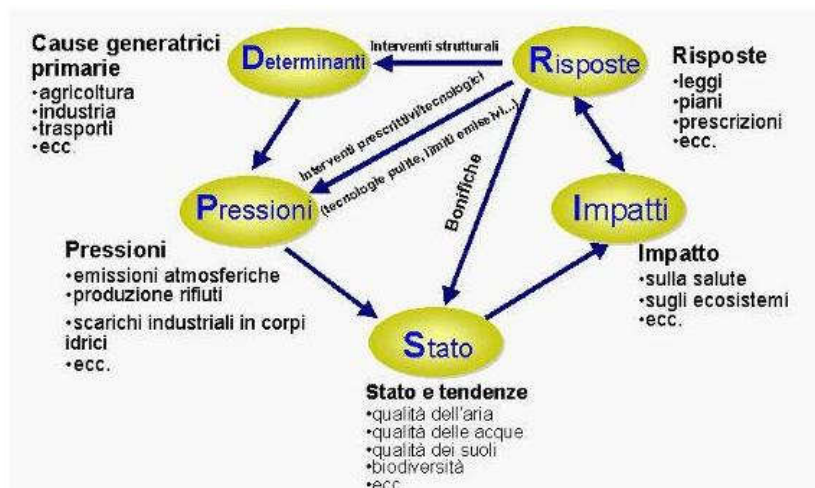 Cause generatrici
primarie
•agricoltura
•industria
•trasporti
•ecc.
Determinanti
Interventi strutturali
Risposte
Risposte
•leggi
•piani
•prescrizioni
•ecc.
Interventi prescrittivi/tecnologici
(tecnologie pulite, limiti emissivi...)
Bonifiche
Pressioni
Impatti
Pressioni
•emissioni atmosferiche
•produzione rifiuti
•scarichi industriali in corpi
idrici
•ecc.
Impatto
•sulla salute
•sugli ecosistemi
•ecc.
Stato
Stato e tendenze
•qualità dell'aria
•qualità delle acque
•qualità dei suoli
•biodiversità
•ecc